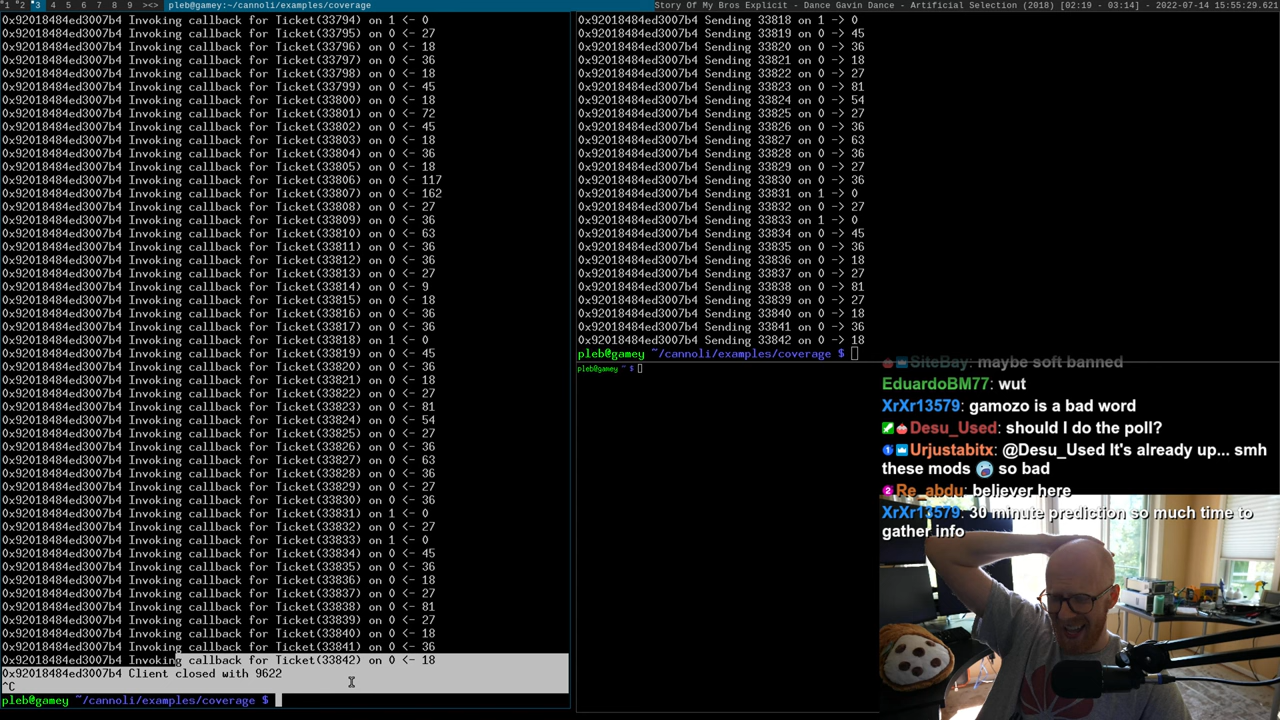 1 2 3 4 5 6 7 8 9 ><> pleb@gamey:~/cannoli/examples/coverage
Story Of My Bros Explicit - Dance Gavin Dance - Artificial Selection (2018) [02:19 - 03:14] - 2022-07-14 15:55:29.621
0x92018484ed3007b4 Invoking callback for Ticket(33794) on 1 <- 0
0x92018484ed3007b4 Invoking callback for Ticket(33795) on 0 <- 27
0x92018484ed3007b4 Invoking callback for Ticket(33796) on 0 <- 18
0x92018484ed3007b4 Invoking callback for Ticket(33797) on 0 <- 36
0x92018484ed3007b4 Invoking callback for Ticket(33798) on 0 <- 18
0x92018484ed3007b4 Invoking callback for Ticket(33799) on 0 <- 45
0x92018484ed3007b4 Invoking callback for Ticket(33800) on 0 <- 18
0x92018484ed3007b4 Invoking callback for Ticket(33801) on 0 <- 72
0x92018484ed3007b4 Invoking callback for Ticket(33802) on 0 <- 45
0x92018484ed3007b4 Invoking callback for Ticket(33803) on 0 <- 18
0x92018484ed3007b4 Invoking callback for Ticket(33804) on 0 <- 36
0x92018484ed3007b4 Invoking callback for Ticket(33805) on 0 <- 18
0x92018484ed3007b4 Invoking callback for Ticket(33806) on 0 <- 117
0x92018484ed3007b4 Invoking callback for Ticket(33807) on 0 <- 162
0x92018484ed3007b4 Invoking callback for Ticket(33808) on 0 <- 27
0x92018484ed3007b4 Invoking callback for Ticket(33809) on 0 <- 36
0x92018484ed3007b4 Invoking callback for Ticket(33810) on 0 <- 63
0x92018484ed3007b4 Invoking callback for Ticket(33811) on 0 <- 36
0x92018484ed3007b4 Invoking callback for Ticket(33812) on 0 <- 36
0x92018484ed3007b4 Invoking callback for Ticket(33813) on 0 <- 27
0x92018484ed3007b4 Invoking callback for Ticket(33814) on 0 <- 9
0x92018484ed3007b4 Invoking callback for Ticket(33815) on 0 <- 18
0x92018484ed3007b4 Invoking callback for Ticket(33816) on 0 <- 36
0x92018484ed3007b4 Invoking callback for Ticket(33817) on 0 <- 36
0x92018484ed3007b4 Invoking callback for Ticket(33818) on 1 <- 0
0x92018484ed3007b4 Invoking callback for Ticket(33819) on 0 <- 45
0x92018484ed3007b4 Invoking callback for Ticket(33820) on 0 <- 36
0x92018484ed3007b4 Invoking callback for Ticket(33821) on 0 <- 18
0x92018484ed3007b4 Invoking callback for Ticket(33822) on 0 <- 27
0x92018484ed3007b4 Invoking callback for Ticket(33823) on 0 <- 81
0x92018484ed3007b4 Invoking callback for Ticket(33824) on 0 <- 54
0x92018484ed3007b4 Invoking callback for Ticket(33825) on 0 <- 27
0x92018484ed3007b4 Invoking callback for Ticket(33826) on 0 <- 36
0x92018484ed3007b4 Invoking callback for Ticket(33827) on 0 <- 63
0x92018484ed3007b4 Invoking callback for Ticket(33828) on 0 <- 36
0x92018484ed3007b4 Invoking callback for Ticket(33829) on 0 <- 27
0x92018484ed3007b4 Invoking callback for Ticket(33830) on 0 <- 36
0x92018484ed3007b4 Invoking callback for Ticket(33831) on 1 <- 0
0x92018484ed3007b4 Invoking callback for Ticket(33832) on 0 <- 27
0x92018484ed3007b4 Invoking callback for Ticket(33833) on 1 <- 0
0x92018484ed3007b4 Invoking callback for Ticket(33834) on 0 <- 45
0x92018484ed3007b4 Invoking callback for Ticket(33835) on 0 <- 36
0x92018484ed3007b4 Invoking callback for Ticket(33836) on 0 <- 18
0x92018484ed3007b4 Invoking callback for Ticket(33837) on 0 <- 27
0x92018484ed3007b4 Invoking callback for Ticket(33838) on 0 <- 81
0x92018484ed3007b4 Invoking callback for Ticket(33839) on 0 <- 27
0x92018484ed3007b4 Invoking callback for Ticket(33840) on 0 <- 18
0x92018484ed3007b4 Invoking callback for Ticket(33841) on 0 <- 36
0x92018484ed3007b4 Invoking callback for Ticket(33842) on 0 <- 18
0x92018484ed3007b4 Client closed with 9622
^C
pleb@gamey ~/cannoli/examples/coverage $
0x92018484ed3007b4 Sending 33818 on 1 -> 0
0x92018484ed3007b4 Sending 33819 on 0 -> 45
0x92018484ed3007b4 Sending 33820 on 0 -> 36
0x92018484ed3007b4 Sending 33821 on 0 -> 18
0x92018484ed3007b4 Sending 33822 on 0 -> 27
0x92018484ed3007b4 Sending 33823 on 0 -> 81
0x92018484ed3007b4 Sending 33824 on 0 -> 54
0x92018484ed3007b4 Sending 33825 on 0 -> 27
0x92018484ed3007b4 Sending 33826 on 0 -> 36
0x92018484ed3007b4 Sending 33827 on 0 -> 63
0x92018484ed3007b4 Sending 33828 on 0 -> 36
0x92018484ed3007b4 Sending 33829 on 0 -> 27
0x92018484ed3007b4 Sending 33830 on 0 -> 36
0x92018484ed3007b4 Sending 33831 on 1 -> 0
0x92018484ed3007b4 Sending 33832 on 0 -> 27
0x92018484ed3007b4 Sending 33833 on 1 -> 0
0x92018484ed3007b4 Sending 33834 on 0 -> 45
0x92018484ed3007b4 Sending 33835 on 0 -> 36
0x92018484ed3007b4 Sending 33836 on 0 -> 18
0x92018484ed3007b4 Sending 33837 on 0 -> 27
0x92018484ed3007b4 Sending 33838 on 0 -> 81
0x92018484ed3007b4 Sending 33839 on 0 -> 27
0x92018484ed3007b4 Sending 33840 on 0 -> 18
0x92018484ed3007b4 Sending 33841 on 0 -> 36
0x92018484ed3007b4 Sending 33842 on 0 -> 18
pleb@gamey ~/cannoli/examples/coverage $
pleb@gamey ~ $
SiteBay: maybe soft banned
EduardoBM77: wut
XrXr13579: gamozo is a bad word
Desu_Used: should I do the poll?
Urjustabitx: @Desu_Used It's already up... smh
these mods so bad
Re_abdu: believer here
XrXr13579: 30 minute prediction so much time to
gather info